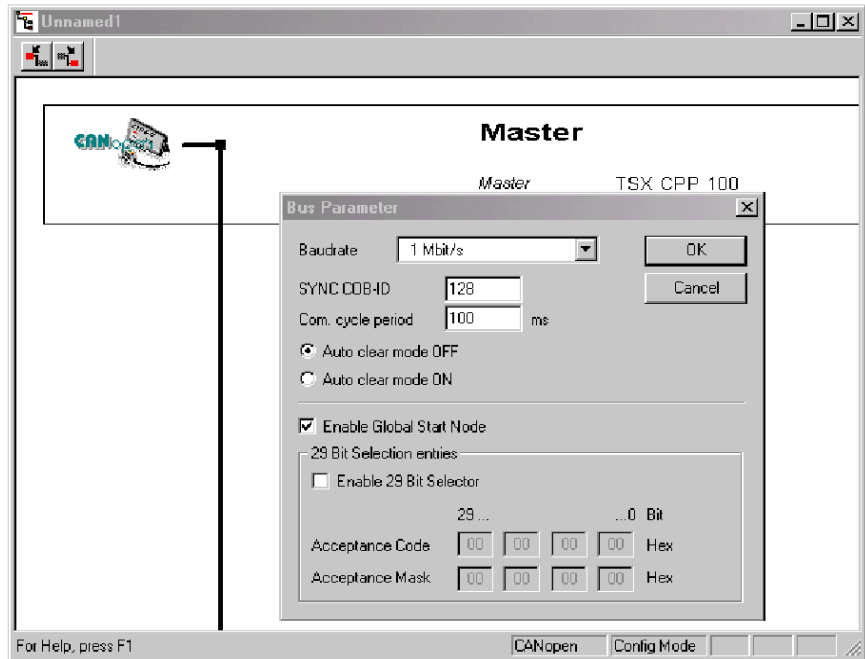 Unnamed1
CANopen
Master
Master TSX CPP 100
Bus Parameter
Baudrate 1 Mbit/s OK
SYNC COB-ID 128 Cancel
Com. cycle period 100 ms
Auto clear mode OFF
Auto clear mode ON
Enable Global Start Node
29 Bit Selection entries
Enable 29 Bit Selector
29 ... ...0 Bit
Acceptance Code 00 00 00 00 Hex
Acceptance Mask 00 00 00 00 Hex
For Help, press F1 CANopen Config Mode